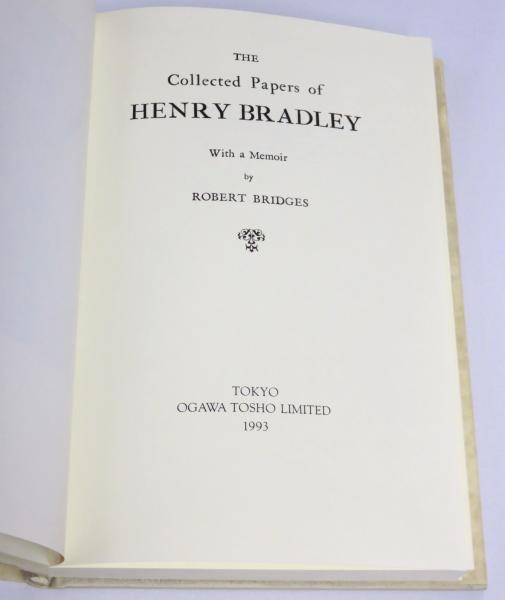 THE
Collected Papers of
HENRY BRADLEY
With a Memoir
by
ROBERT BRIDGES
TOKYO
OGAWA TOSHO LIMITED
1993